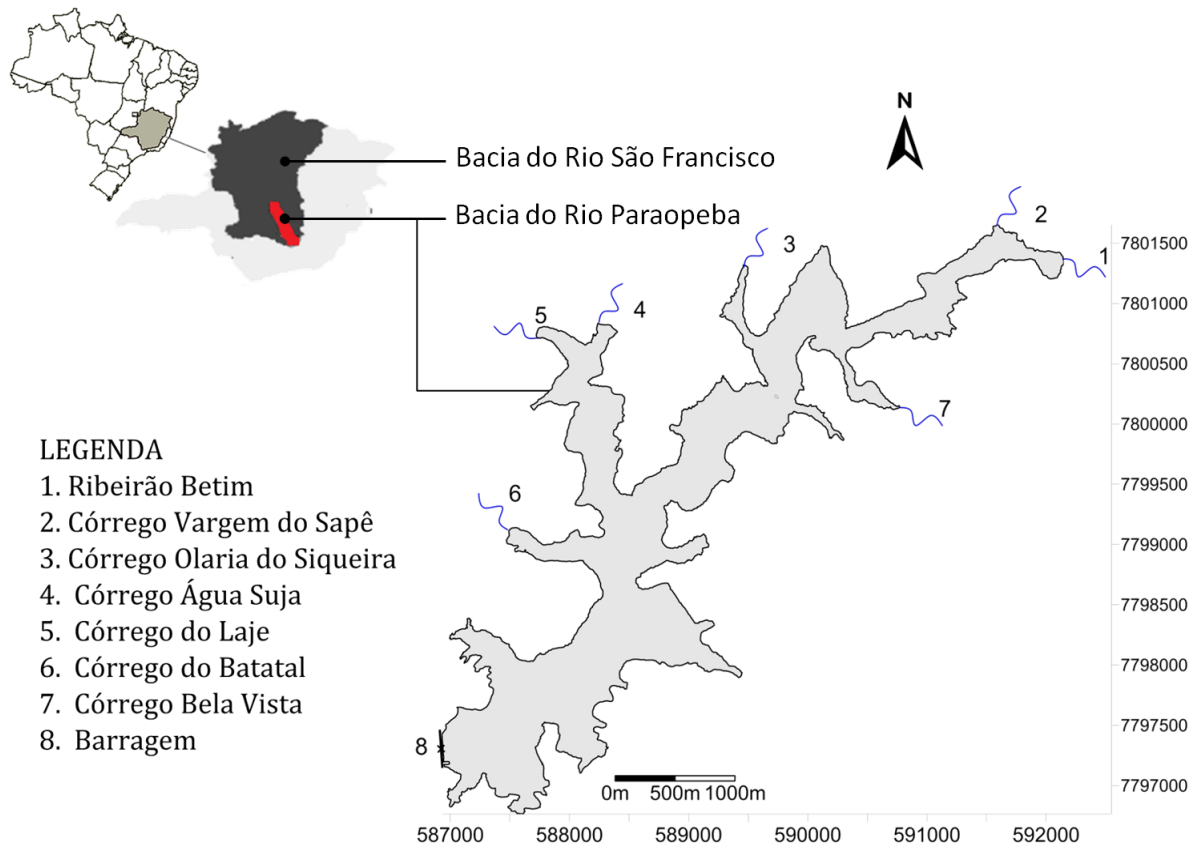 N
Bacia do Rio São Francisco
Bacia do Rio Paraopeba
2
3
1
7801500
7801000
5
4
7800500
7
7800000
LEGENDA
1. Ribeirão Betim
2. Córrego Vargem do Sapê
3. Córrego Olaria do Siqueira
4. Córrego Água Suja
5. Córrego do Laje
6. Córrego do Batatal
7. Córrego Bela Vista
8. Barragem
6
7799500
7799000
7798500
7798000
7797500
8
7797000
0m 500m 1000m
587000 588000 589000 590000 591000 592000